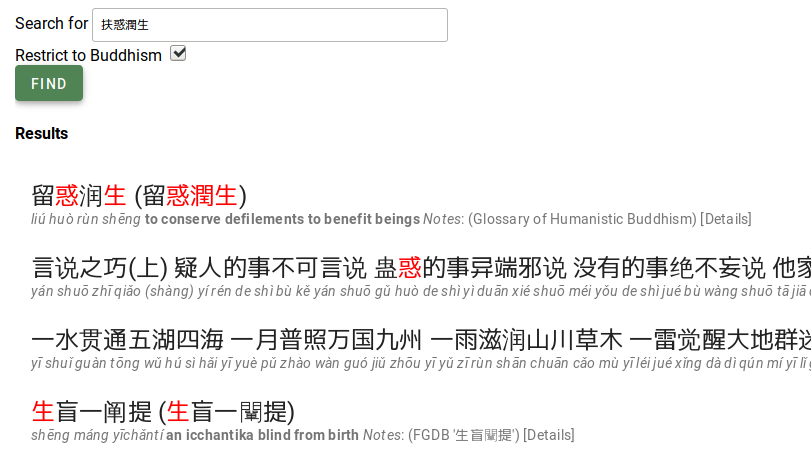 Search for 扶惑潤生
Restrict to Buddhism
FIND
Results
留惑润生 (留惑潤生)
liú huò rùn shēng to conserve defilements to benefit beings Notes: (Glossary of Humanistic Buddhism) [Details]
言说之巧(上) 疑人的事不可言说 蛊惑的事异端邪说 没有的事绝不妄说 他家
yán shuō zhī qiǎo (shàng) yí rén de shì bù kě yán shuō gǔ huò de shì yì duān xié shuō méi yǒu de shì jué bù wàng shuō tā jiā
一水贯通五湖四海 一月普照万国九州 一雨滋润山川草木 一雷觉醒大地群迷
yī shuǐ guàn tōng wǔ hú sì hǎi yī yuè pǔ zhào wàn guó jiǔ zhōu yī yǔ zī rùn shān chuān cǎo mù yī léi jué xǐng dà dì qún mí yī lǐ
生盲一阐提 (生盲一闡提)
shēng máng yīchǎntí an icchantika blind from birth Notes: (FGDB '生盲闡提') [Details]